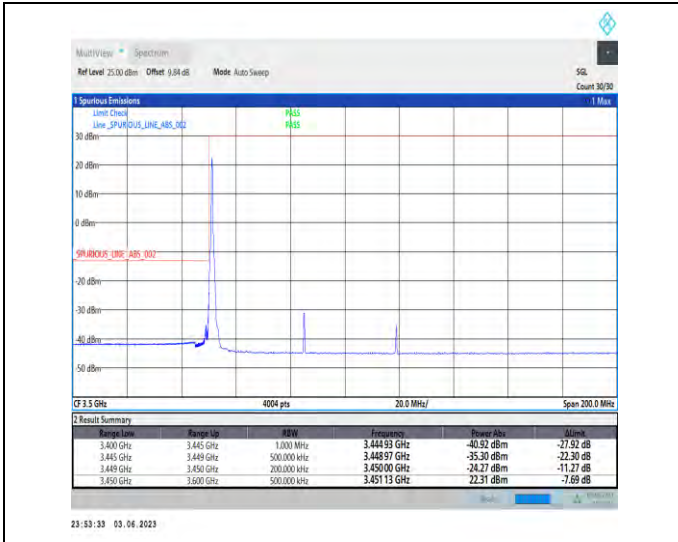 MultiView Spectrum
Ref Level 25.00 dBm Offset 9.84 dB Mode Auto Sweep SGL
Count 30/30
1 Spurious Emissions 1 Max
Limit Check PASS
Line _SPURIOUS_LINE_ABS_002 PASS
30 dBm
20 dBm
10 dBm
0 dBm
_SPURIOUS_LINE_ABS_002
-20 dBm
-30 dBm
-40 dBm
-50 dBm
CF 3.5 GHz 4004 pts 20.0 MHz/ Span 200.0 MHz
2 Result Summary
Range Low Range Up RBW Frequency Power Abs ΔLimit
3.400 GHz 3.445 GHz 1.000 MHz 3.444 93 GHz -40.92 dBm -27.92 dB
3.445 GHz 3.449 GHz 500.000 kHz 3.448 97 GHz -35.30 dBm -22.30 dB
3.449 GHz 3.450 GHz 200.000 kHz 3.450 00 GHz -24.27 dBm -11.27 dB
3.450 GHz 3.600 GHz 500.000 kHz 3.451 13 GHz 22.31 dBm -7.69 dB
23:53:33 03.06.2023